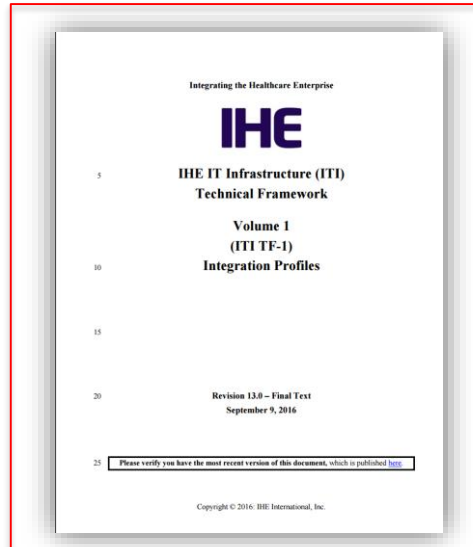 Integrating the Healthcare Enterprise
IHE
5 IHE IT Infrastructure (ITI)
Technical Framework
Volume 1
(ITI TF-1)
10 Integration Profiles
15
20 Revision 13.0 – Final Text
September 9, 2016
25 Please verify you have the most recent version of this document, which is published here.
Copyright © 2016: IHE International, Inc.